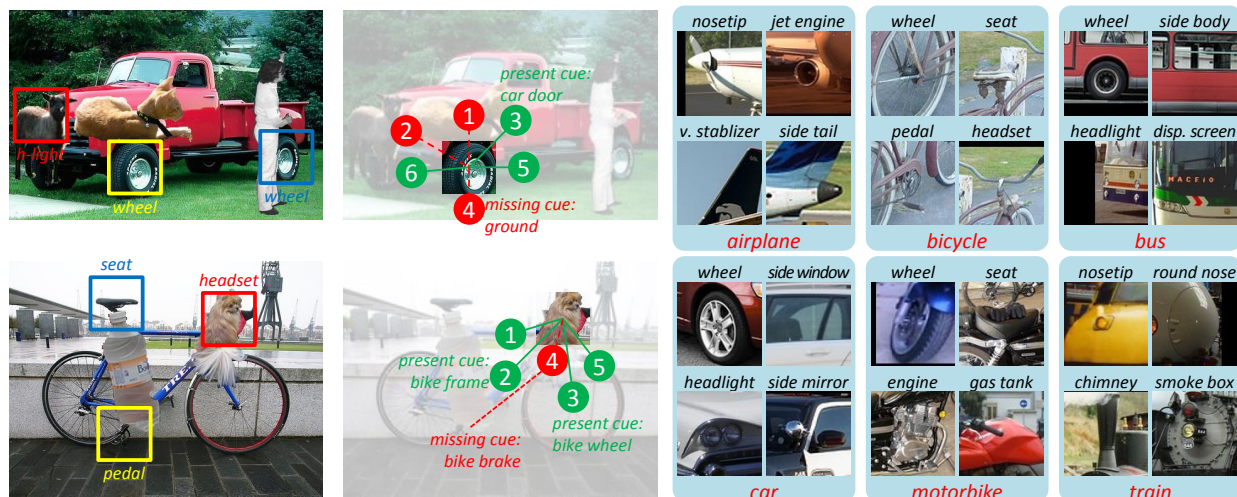 h-light
wheel
wheel
present cue:
car door
1
2
3
6
5
4
missing cue:
ground
nosetip
jet engine
v. stablizer
side tail
airplane
wheel
seat
pedal
headset
bicycle
wheel
side body
headlight
disp. screen
MACFIO
bus
seat
headset
TREK
pedal
1
present cue:
bike frame
2
4
5
3
present cue:
bike wheel
missing cue:
bike brake
wheel
side window
headlight
side mirror
car
wheel
seat
engine
gas tank
motorbike
nosetip
round nose
chimney
smoke box
train